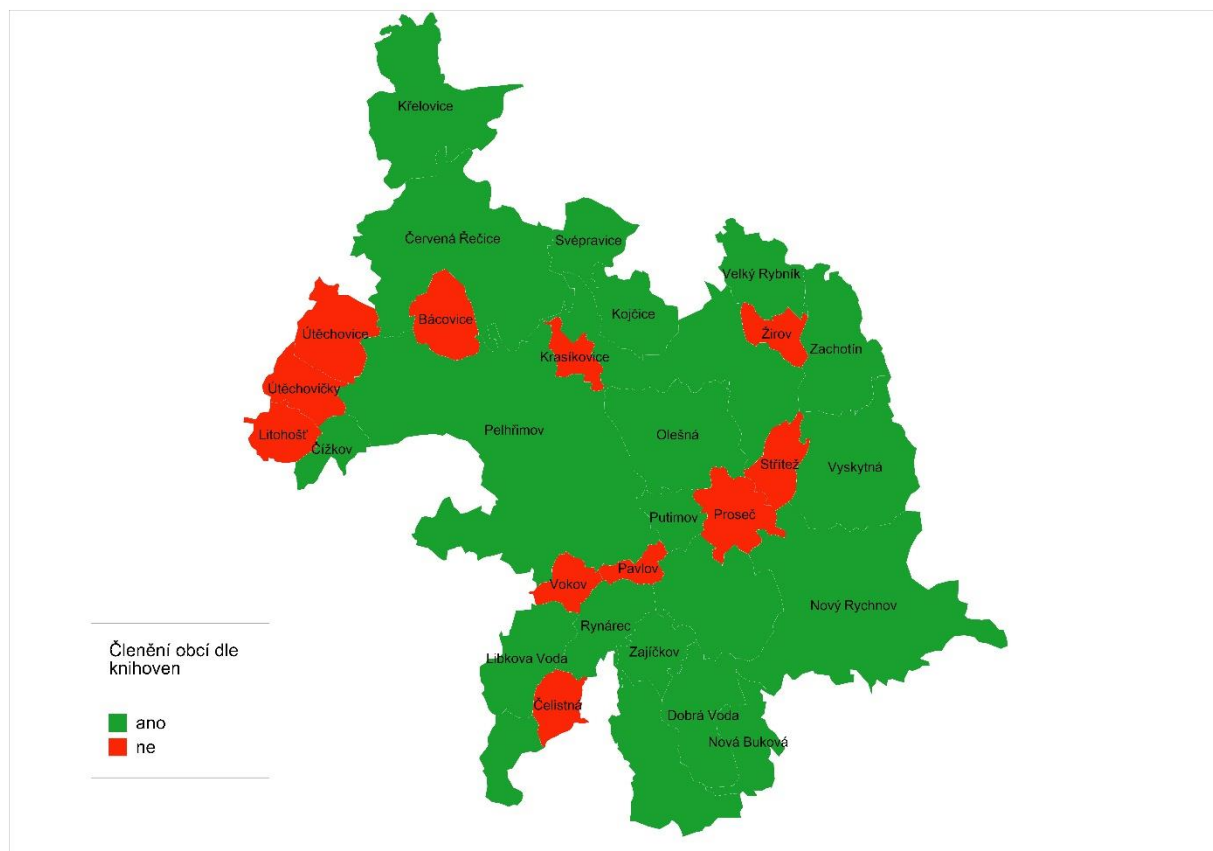 Křelovice
Červená Řečice
Svépravice
Velký Rybník
Kojčice
Bácovice
Útěchovice
Žirov
Zachotín
Krasíkovice
Útěchovičky
Pelhřimov
Olešná
Litohošť
Čížkov
Střítež
Vyskytná
Putimov
Proseč
Pavlov
Vokov
Nový Rychnov
Rynárec
Zajíčkov
Libkova Voda
Čelistná
Dobrá Voda
Nová Buková
Členění obcí dle
knihoven
ano
ne